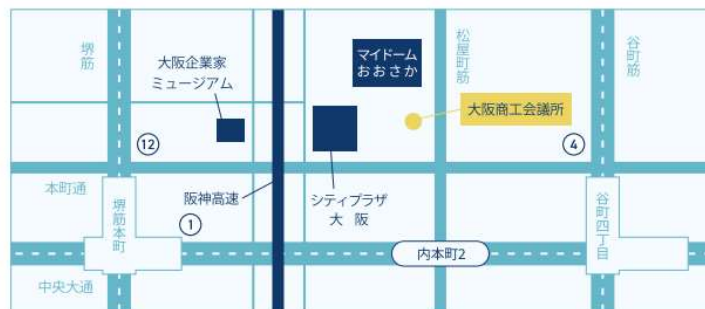 堺筋
大阪企業家
ミュージアム
マイドーム
おおさか
松屋町筋
谷町筋
大阪商工会議所
12
4
本町通
堺筋本町
1
阪神高速
シティプラザ
大 阪
谷町四丁目
内本町2
中央大通